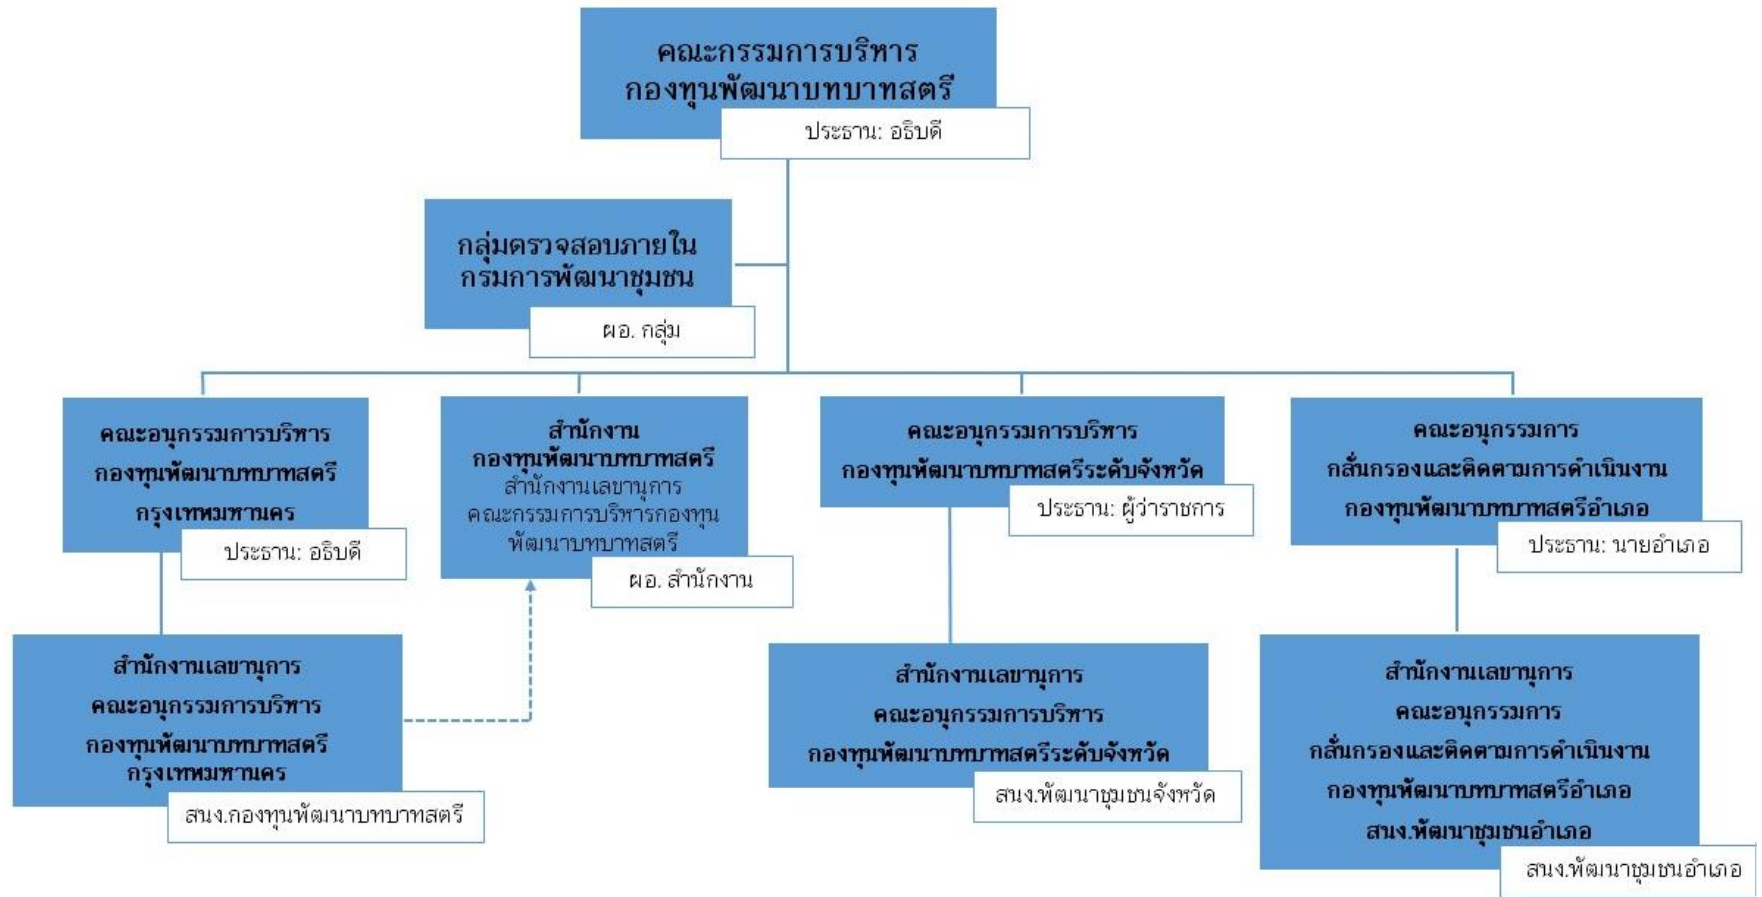 คณะกรรมการบริหาร
กองทุนพัฒนาบทบาทสตรี
ประธาน: อธิบดี
กลุ่มตรวจสอบภายใน
กรมการพัฒนาชุมชน
ผอ. กลุ่ม
คณะอนุกรรมการบริหาร
กองทุนพัฒนาบทบาทสตรี
กรุงเทพมหานคร
ประธาน: อธิบดี
สำนักงาน
กองทุนพัฒนาบทบาทสตรี
สำนักงานเลขานุการ
คณะกรรมการบริหารกองทุน
พัฒนาบทบาทสตรี
ผอ. สำนักงาน
คณะอนุกรรมการบริหาร
กองทุนพัฒนาบทบาทสตรีระดับจังหวัด
ประธาน: ผู้ว่าราชการ
คณะอนุกรรมการ
กลั่นกรองและติดตามการดำเนินงาน
กองทุนพัฒนาบทบาทสตรีอำเภอ
ประธาน: นายอำเภอ
สำนักงานเลขานุการ
คณะอนุกรรมการบริหาร
กองทุนพัฒนาบทบาทสตรี
กรุงเทพมหานคร
สนง.กองทุนพัฒนาบทบาทสตรี
สำนักงานเลขานุการ
คณะอนุกรรมการบริหาร
กองทุนพัฒนาบทบาทสตรีระดับจังหวัด
สนง.พัฒนาชุมชนจังหวัด
สำนักงานเลขานุการ
คณะอนุกรรมการ
กลั่นกรองและติดตามการดำเนินงาน
กองทุนพัฒนาบทบาทสตรีอำเภอ
สนง.พัฒนาชุมชนอำเภอ
สนง.พัฒนาชุมชนอำเภอ